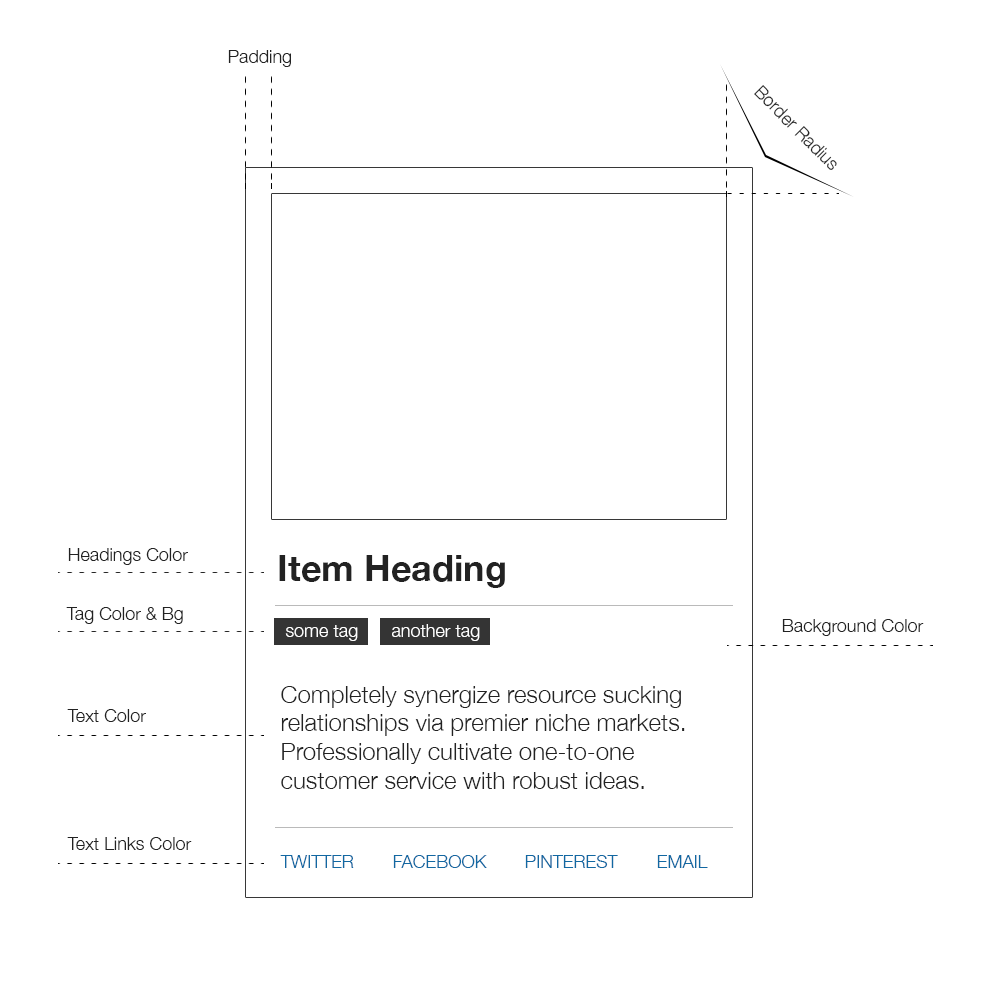 Padding
Border Radius
Headings Color
Item Heading
Tag Color & Bg
some tag another tag
Background Color
Completely synergize resource sucking
relationships via premier niche markets.
Text Color
Professionally cultivate one-to-one
customer service with robust ideas.
Text Links Color
TWITTER FACEBOOK PINTEREST EMAIL